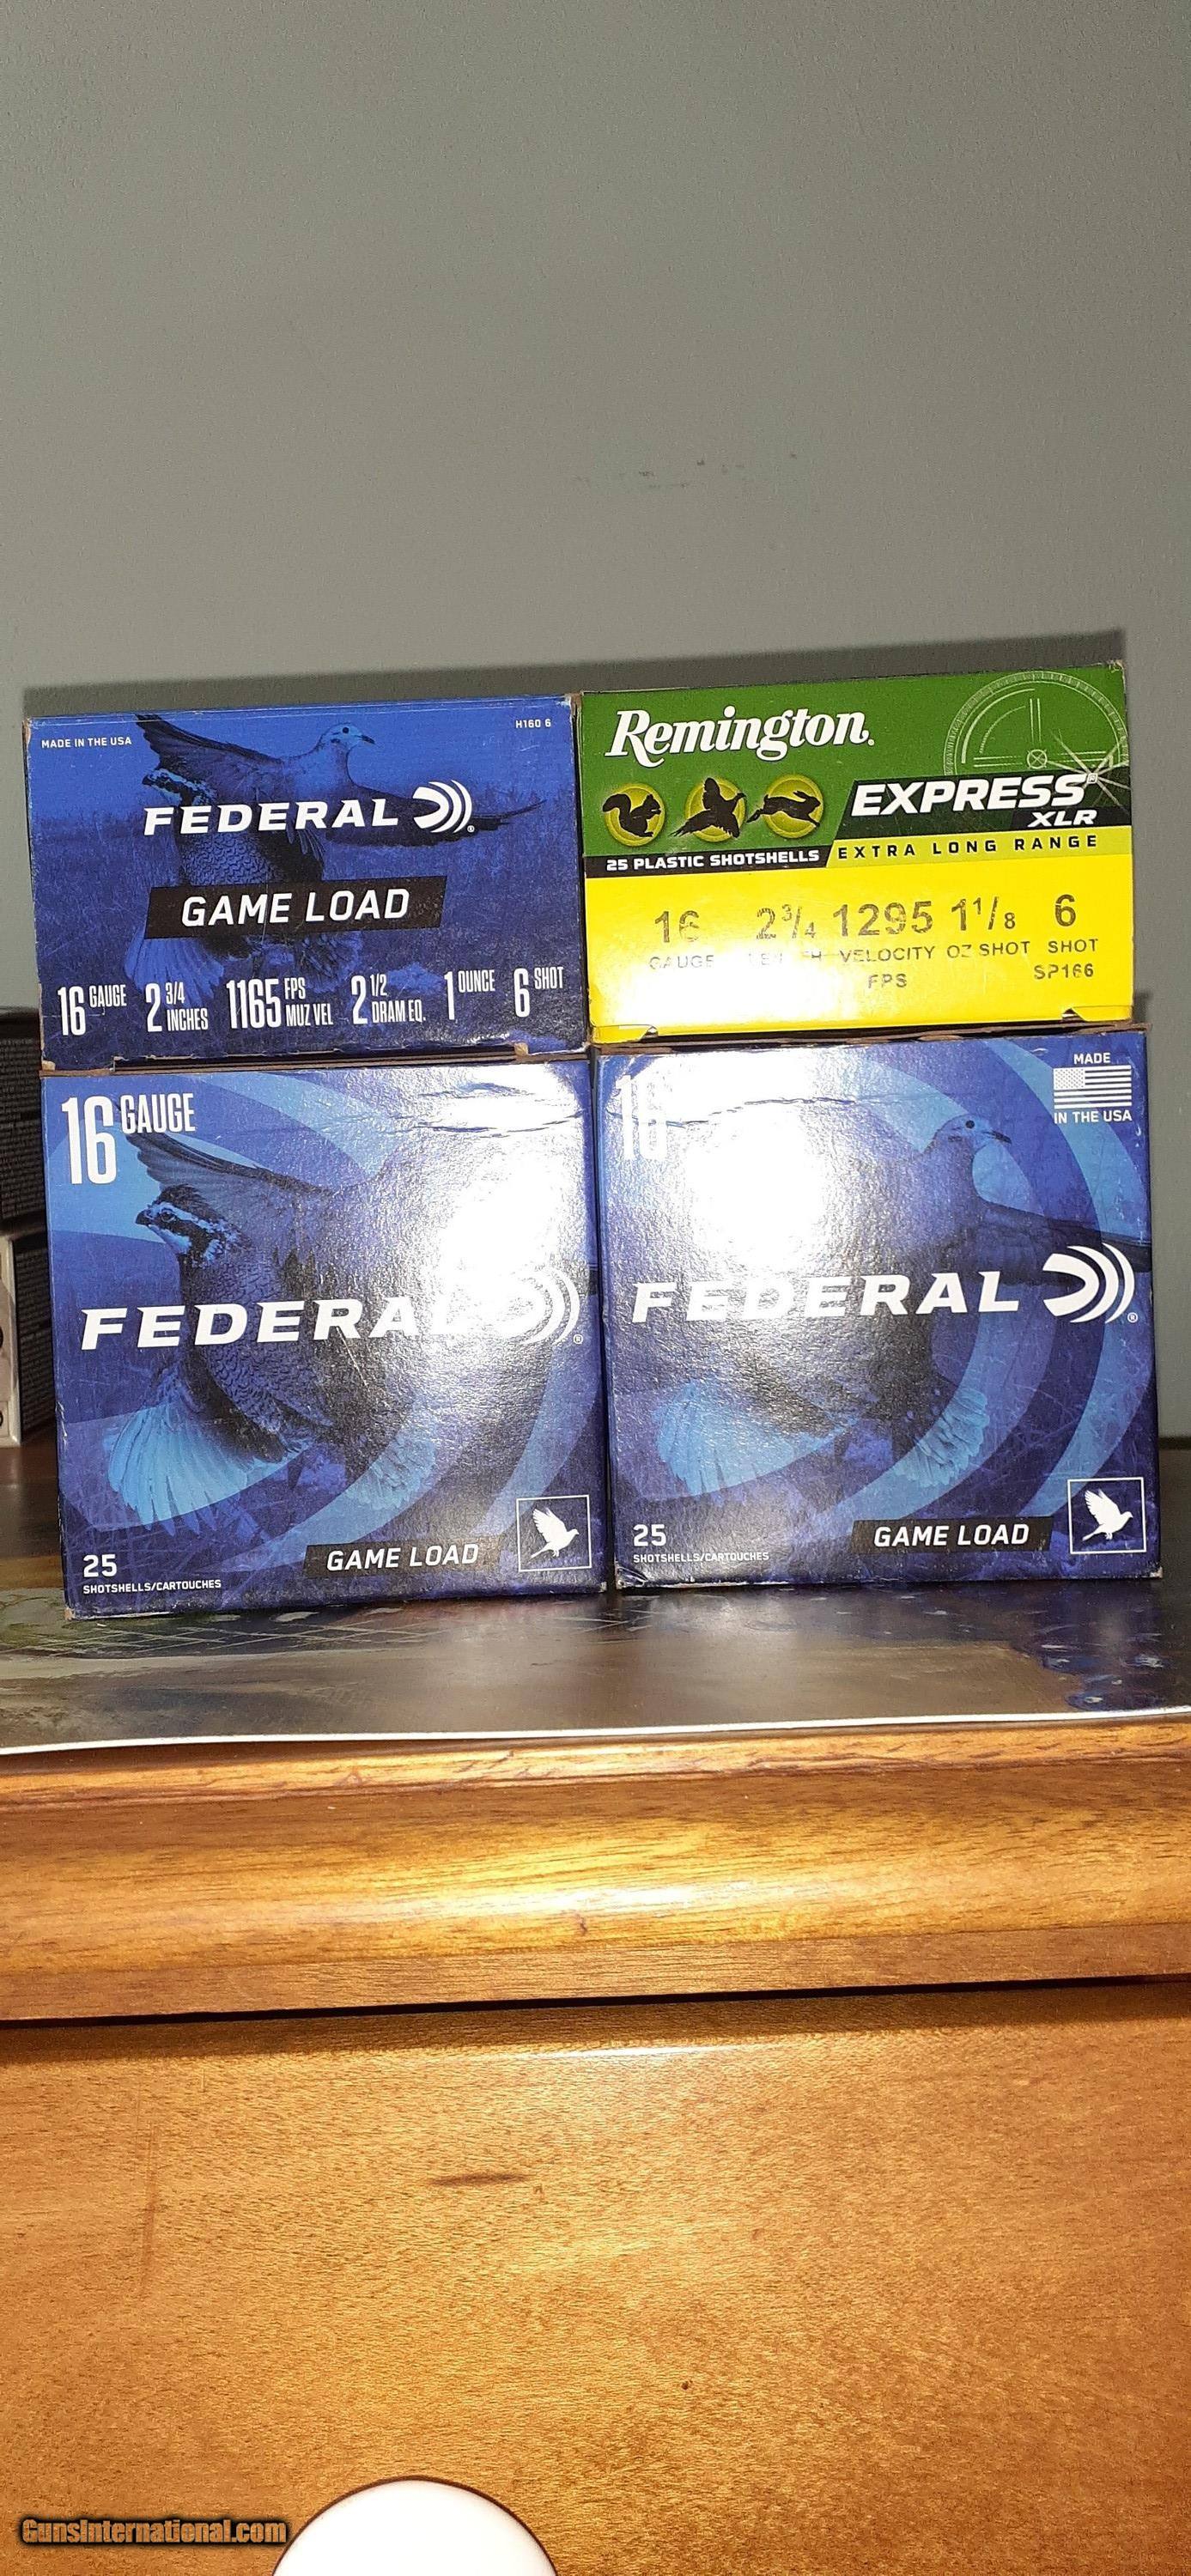 MADE IN THE USA
H160 6
FEDERAL
GAME LOAD
16 GAUGE 2 3/4 INCHES 1165 FPS MUZ VEL 2 1/2 DRAM EQ. 1 OUNCE 6 SHOT
Remington.
EXPRESS
XLR
25 PLASTIC SHOTSHELLS
EXTRA LONG RANGE
16 2 3/4 1295 1 1/8 6
GAUGE VELOCITY OZ SHOT SHOT
FPS SP166
16 GAUGE
FEDERAL
25
SHOTSHELLS/CARTOUCHES
GAME LOAD
16
MADE
IN THE USA
FEDERAL
25
SHOTSHELLS/CARTOUCHES
GAME LOAD
GunsInternational.com